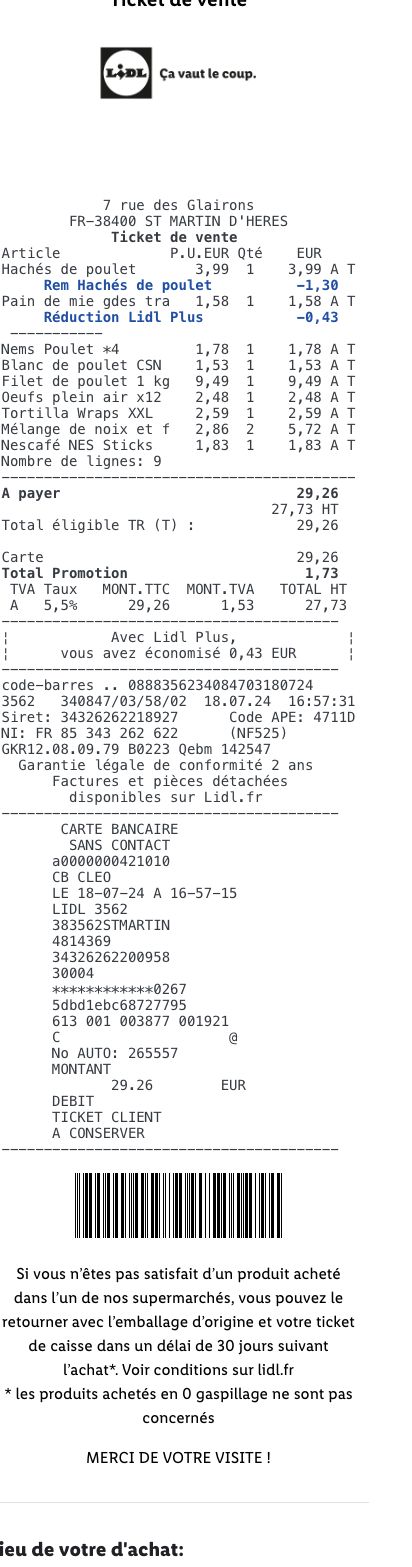 Ticket de vente
LIDL Ça vaut le coup.
7 rue des Glairons
FR-38400 ST MARTIN D'HERES
Ticket de vente
Article P.U.EUR Qté EUR
Hachés de poulet 3,99 1 3,99 A T
Rem Hachés de poulet -1,30
Pain de mie gdes tra 1,58 1 1,58 A T
Réduction Lidl Plus -0,43
-----------
Nems Poulet *4 1,78 1 1,78 A T
Blanc de poulet CSN 1,53 1 1,53 A T
Filet de poulet 1 kg 9,49 1 9,49 A T
Oeufs plein air x12 2,48 1 2,48 A T
Tortilla Wraps XXL 2,59 1 2,59 A T
Mélange de noix et f 2,86 2 5,72 A T
Nescafé NES Sticks 1,83 1 1,83 A T
Nombre de lignes: 9
A payer 29,26
27,73 HT
Total éligible TR (T) : 29,26
Carte 29,26
Total Promotion 1,73
TVA Taux MONT.TTC MONT.TVA TOTAL HT
A 5,5% 29,26 1,53 27,73
¦ Avec Lidl Plus, ¦
¦ vous avez économisé 0,43 EUR ¦
code-barres .. 0888356234084703180724
3562 340847/03/58/02 18.07.24 16:57:31
Siret: 34326262218927 Code APE: 4711D
NI: FR 85 343 262 622 (NF525)
GKR12.08.09.79 B0223 Qebm 142547
Garantie légale de conformité 2 ans
Factures et pièces détachées
disponibles sur Lidl.fr
CARTE BANCAIRE
SANS CONTACT
a0000000421010
CB CLEO
LE 18-07-24 A 16-57-15
LIDL 3562
383562STMARTIN
4814369
34326262200958
30004
************0267
5dbd1ebc68727795
613 001 003877 001921
C @
No AUTO: 265557
MONTANT
29.26 EUR
DEBIT
TICKET CLIENT
A CONSERVER
Si vous n'êtes pas satisfait d'un produit acheté
dans l'un de nos supermarchés, vous pouvez le
retourner avec l'emballage d'origine et votre ticket
de caisse dans un délai de 30 jours suivant
l'achat*. Voir conditions sur lidl.fr
* les produits achetés en 0 gaspillage ne sont pas
concernés
MERCI DE VOTRE VISITE !
ieu de votre d'achat: